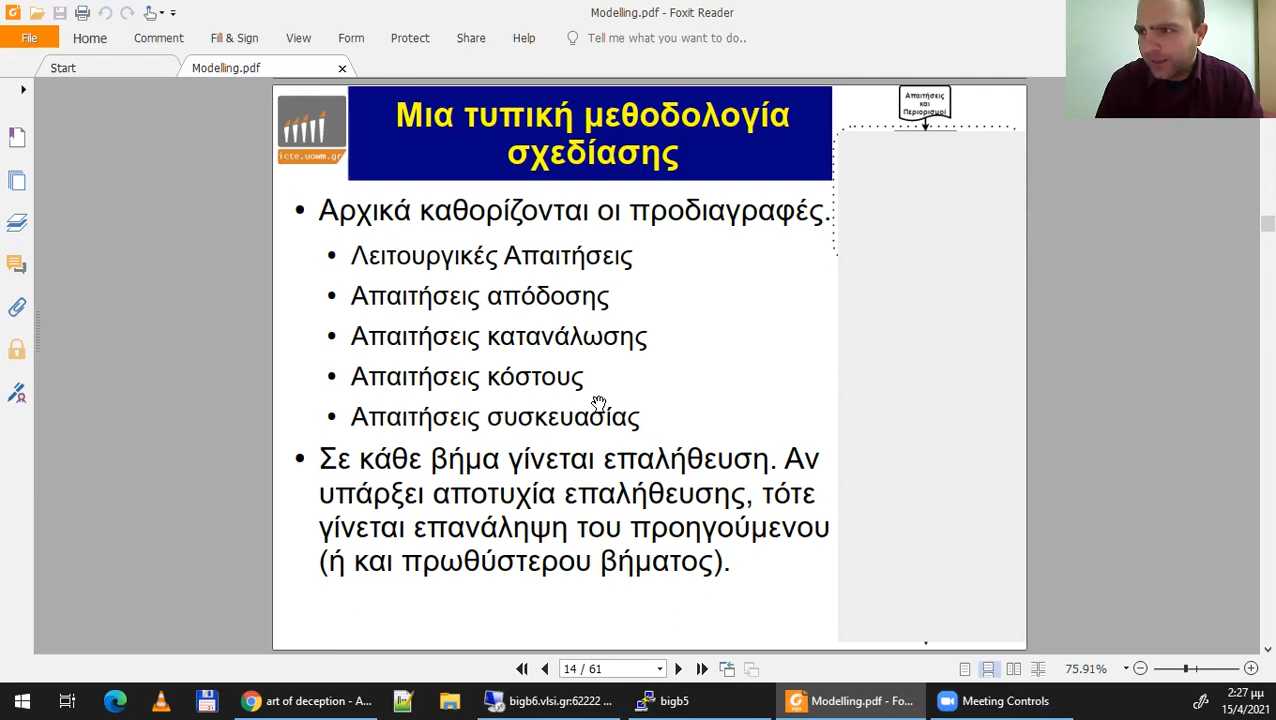 Modelling.pdf - Foxit Reader
File Home Comment Fill & Sign View Form Protect Share Help Tell me what you want to do..
Start Modelling.pdf
icte.uowm.gr
Μια τυπική μεθοδολογία
σχεδίασης
Απαιτήσεις
και
Περιορισμοί
• Αρχικά καθορίζονται οι προδιαγραφές.
• Λειτουργικές Απαιτήσεις
• Απαιτήσεις απόδοσης
• Απαιτήσεις κατανάλωσης
• Απαιτήσεις κόστους
• Απαιτήσεις συσκευασίας
• Σε κάθε βήμα γίνεται επαλήθευση. Αν
υπάρξει αποτυχία επαλήθευσης, τότε
γίνεται επανάληψη του προηγούμενου
(ή και πρωθύστερου βήματος).
14 / 61 75.91%
art of deception - A... bigb6.vlsi.gr:62222 ... bigb5 Modelling.pdf - Fo... Meeting Controls 2:27 μμ
15/4/2021